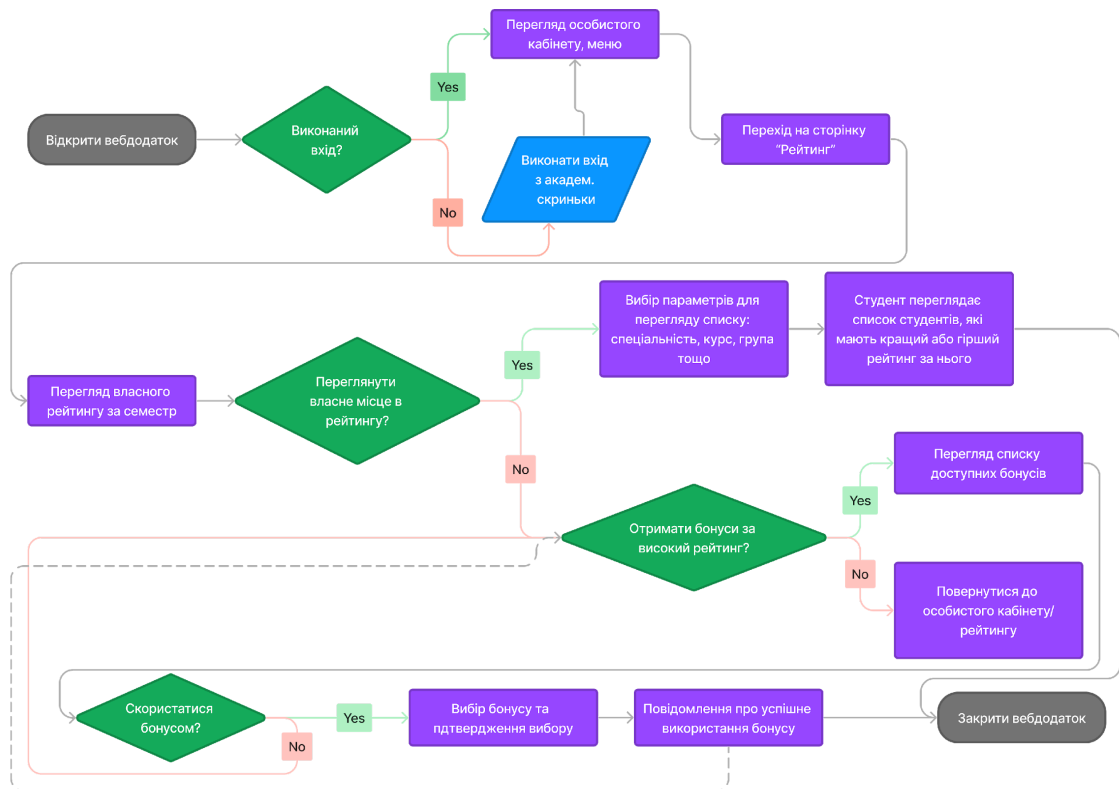 Перегляд особистого
кабінету, меню
Yes
Відкрити вебдодаток
Виконаний
вхід?
Перехід на сторінку
“Рейтинг”
Виконати вхід
з академ.
скриньки
No
Вибір параметрів для
перегляду списку:
спеціальність, курс, група
тощо
Студент переглядає
список студентів, які
мають кращий або гірший
рейтинг за нього
Yes
Перегляд власного
рейтингу за семестр
Переглянути
власне місце в
рейтингу?
No
Перегляд списку
доступних бонусів
Yes
Отримати бонуси за
високий рейтинг?
No
Повернутися до
особистого кабінету/
рейтингу
Скористатися
бонусом?
Yes
No
Вибір бонусу та
пдтвердження вибору
Повідомлення про успішне
використання бонусу
Закрити вебдодаток